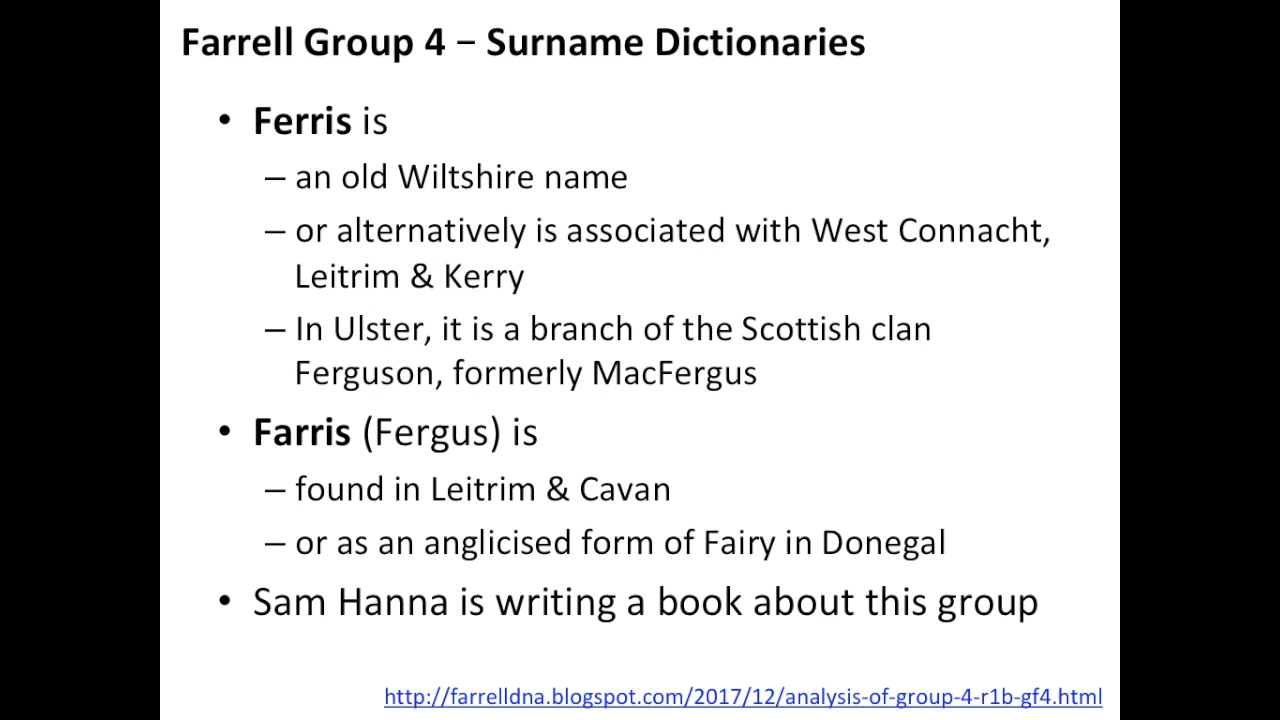 Farrell Group 4 – Surname Dictionaries
• Ferris is
– an old Wiltshire name
– or alternatively is associated with West Connacht,
Leitrim & Kerry
– In Ulster, it is a branch of the Scottish clan
Ferguson, formerly MacFergus
• Farris (Fergus) is
– found in Leitrim & Cavan
– or as an anglicised form of Fairy in Donegal
• Sam Hanna is writing a book about this group
http://farrelldna.blogspot.com/2017/12/analysis-of-group-4-r1b-gf4.html